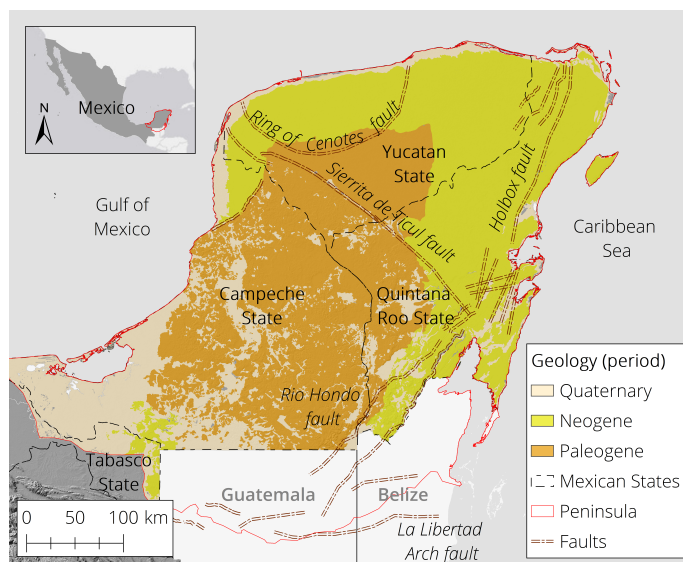 Mexico
N
Gulf of
Mexico
Ring of Cenotes fault
Yucatan
State
Sierrita de Ticul fault
Holbox fault
Caribbean
Sea
Campeche
State
Quintana
Roo State
Rio Hondo
fault
Tabasco
State
Guatemala
Belize
La Libertad
Arch fault
0 50 100 km
Geology (period)
Quaternary
Neogene
Paleogene
Mexican States
Peninsula
Faults